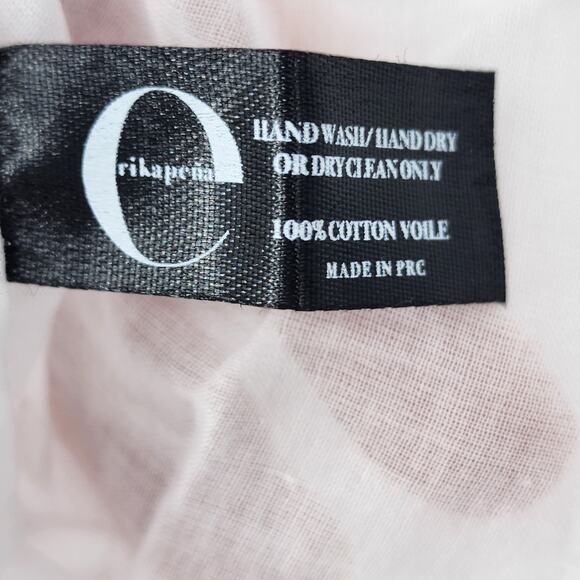 erikapena
HAND WASH/ HAND DRY
OR DRY CLEAN ONLY
100% COTTON VOILE
MADE IN PRC